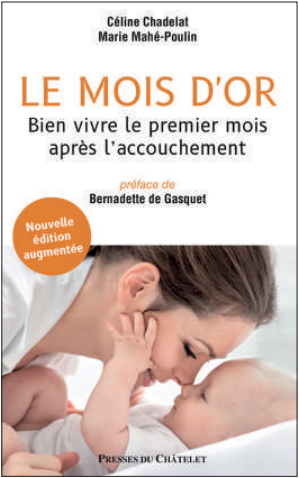 Céline Chadelat
Marie Mahé-Poulin
LE MOIS D'OR
Bien vivre le premier mois
après l'accouchement
préface de
Bernadette de Gasquet
Nouvelle
édition
augmentée
PRESSES DU CHÂTELET